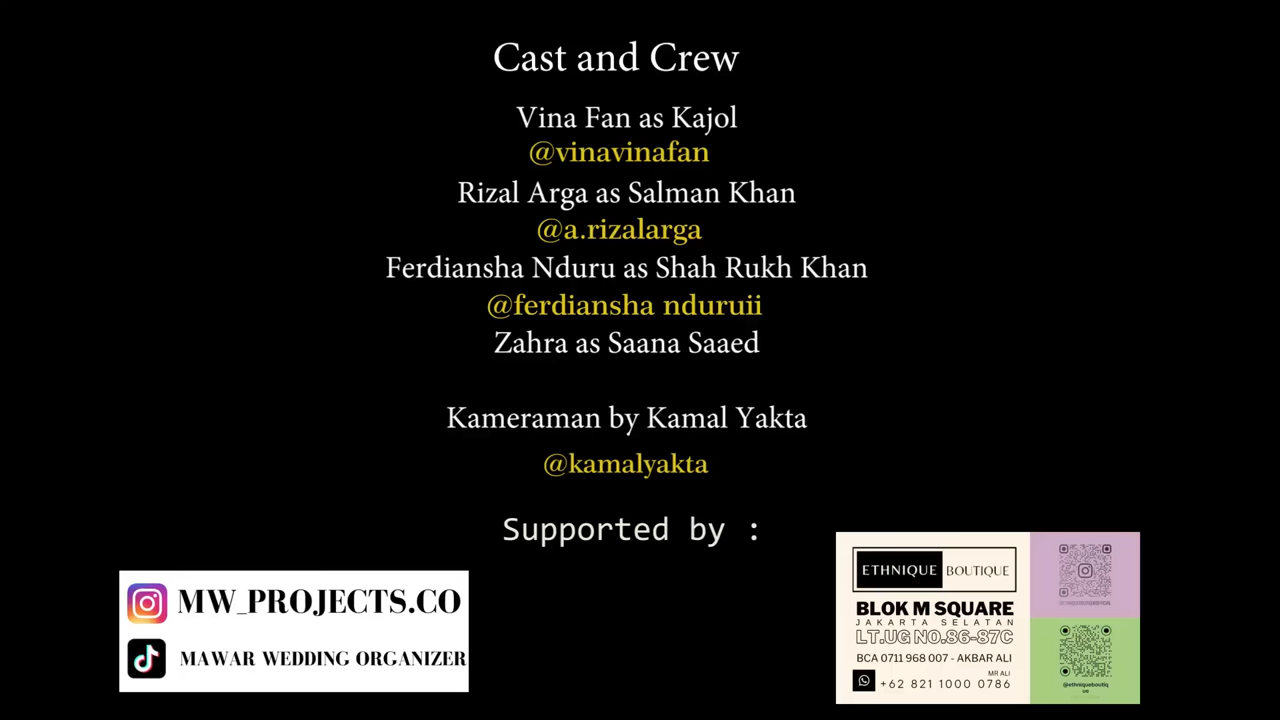 Cast and Crew
Vina Fan as Kajol
@vinavinafan
Rizal Arga as Salman Khan
@a.rizalarga
Ferdiansha Nduru as Shah Rukh Khan
@ferdiansha nduruii
Zahra as Saana Saaed
Kameraman by Kamal Yakta
@kamalyakta
Supported by :
MW_PROJECTS.CO
MAWAR WEDDING ORGANIZER
ETHNIQUE BOUTIQUE
BLOK M SQUARE
JAKARTA SELATAN
LT.UG NO.86-87C
BCA 0711 968 007 - AKBAR ALI
MR ALI
+62 821 1000 0786
@ethniqueboutiq
ue